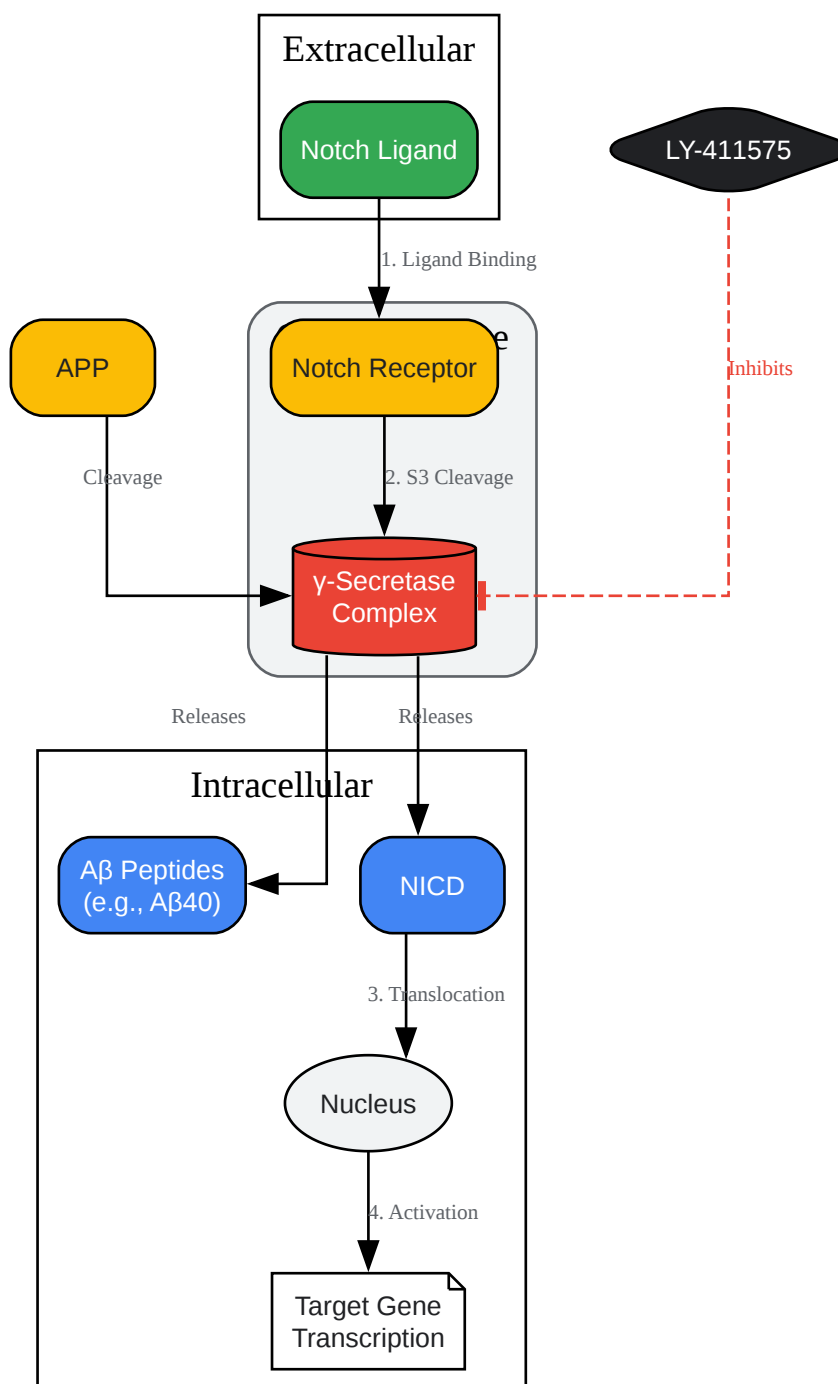 Extracellular
Notch Ligand
LY-411575
1. Ligand Binding
APP
Notch Receptor
Inhibits
Cleavage
2. S3 Cleavage
γ-Secretase
Complex
Releases
Releases
Intracellular
Aβ Peptides
(e.g., Aβ40)
NICD
3. Translocation
Nucleus
4. Activation
Target Gene
Transcription